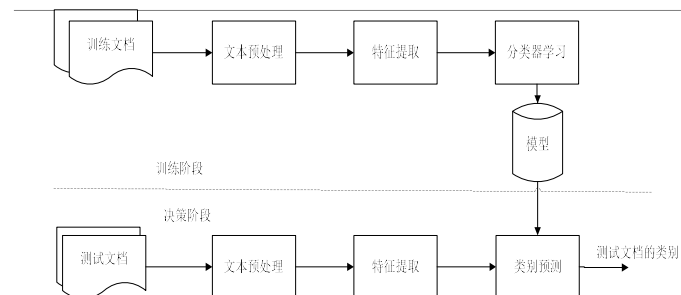 训练文档
文本预处理
特征提取
分类器学习
模型
训练阶段
决策阶段
测试文档
文本预处理
特征提取
类别预测
测试文档的类别